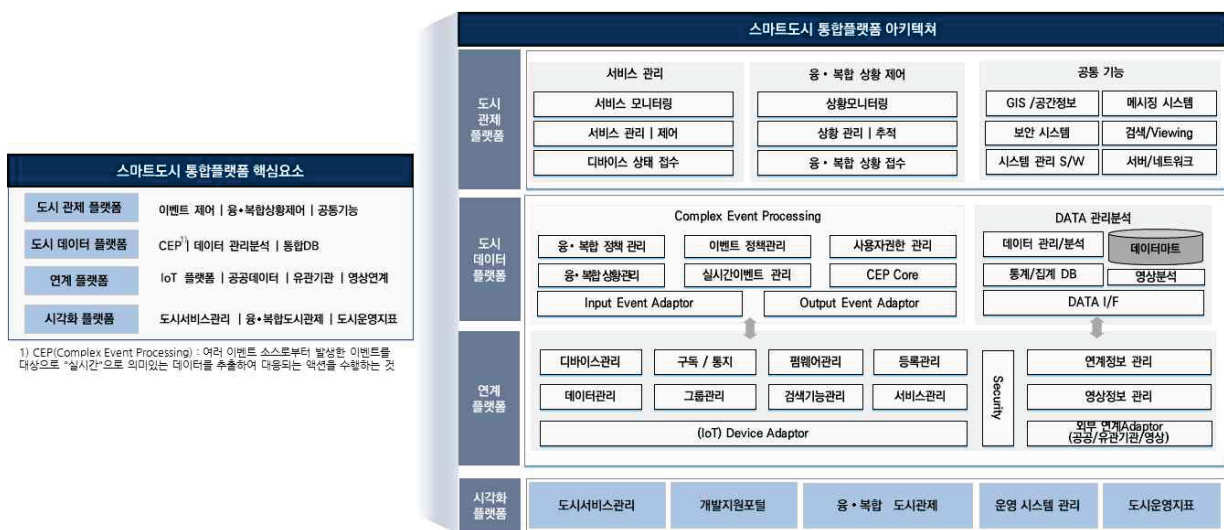 스마트도시 통합플랫폼 핵심요소
도시 관제 플랫폼
이벤트 제어 | 융•복합상황제어 | 공통기능
도시 데이터 플랫폼
CEP1) | 데이터 관리분석 | 통합DB
연계 플랫폼
IoT 플랫폼 | 공공데이터 | 유관기관 | 영상연계
시각화 플랫폼
도시서비스관리 | 융•복합도시관제 | 도시운영지표
1) CEP(Complex Event Processing) : 여러 이벤트 소스로부터 발생한 이벤트를
대상으로 "실시간"으로 의미있는 데이터를 추출하여 대응되는 액션을 수행하는 것
스마트도시 통합플랫폼 아키텍쳐
도시
관제
플랫폼
서비스 관리
서비스 모니터링
서비스 관리 | 제어
디바이스 상태 접수
융•복합 상황 제어
상황모니터링
상황 관리 | 추적
융•복합 상황 접수
공통 기능
GIS /공간정보
메시징 시스템
보안 시스템
검색/Viewing
시스템 관리 S/W
서버/네트워크
도시
데이터
플랫폼
Complex Event Processing
융•복합 정책 관리
이벤트 정책관리
사용자권한 관리
융•복합상황관리
실시간이벤트 관리
CEP Core
Input Event Adaptor
Output Event Adaptor
DATA 관리분석
데이터 관리/분석
데이터마트
통계/집계 DB
영상분석
DATA I/F
연계
플랫폼
디바이스관리
구독 / 통지
펌웨어관리
등록관리
데이터관리
그룹관리
검색기능관리
서비스관리
(IoT) Device Adaptor
Security
연계정보 관리
영상정보 관리
외부 연계Adaptor
(공공/유관기관/영상)
시각화
플랫폼
도시서비스관리
개발지원포털
융•복합 도시관제
운영 시스템 관리
도시운영지표